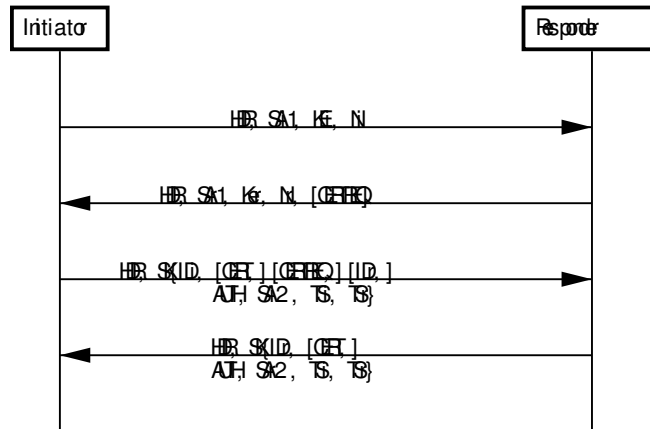 Initiator
Responder
HDR, SAi1, KEi, Ni
HDR, SAr1, Ker, Nr, [CERTREQ]
HDR, SK{IDi, [CERT,] [CERTREQ,] [IDr,]
AUTH, SAi2, TSi, TSr}
HDR, SK{IDr, [CERT,]
AUTH, SAr2, TSi, TSr}